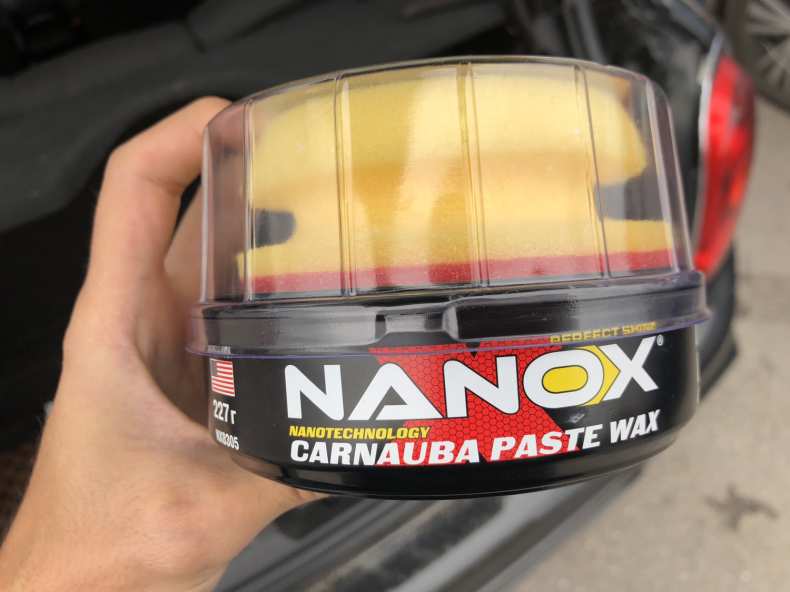 PERFECT SHINE
NANOX®
227 г
NX8305
NANOTECHNOLOGY
CARNAUBA PASTE WAX